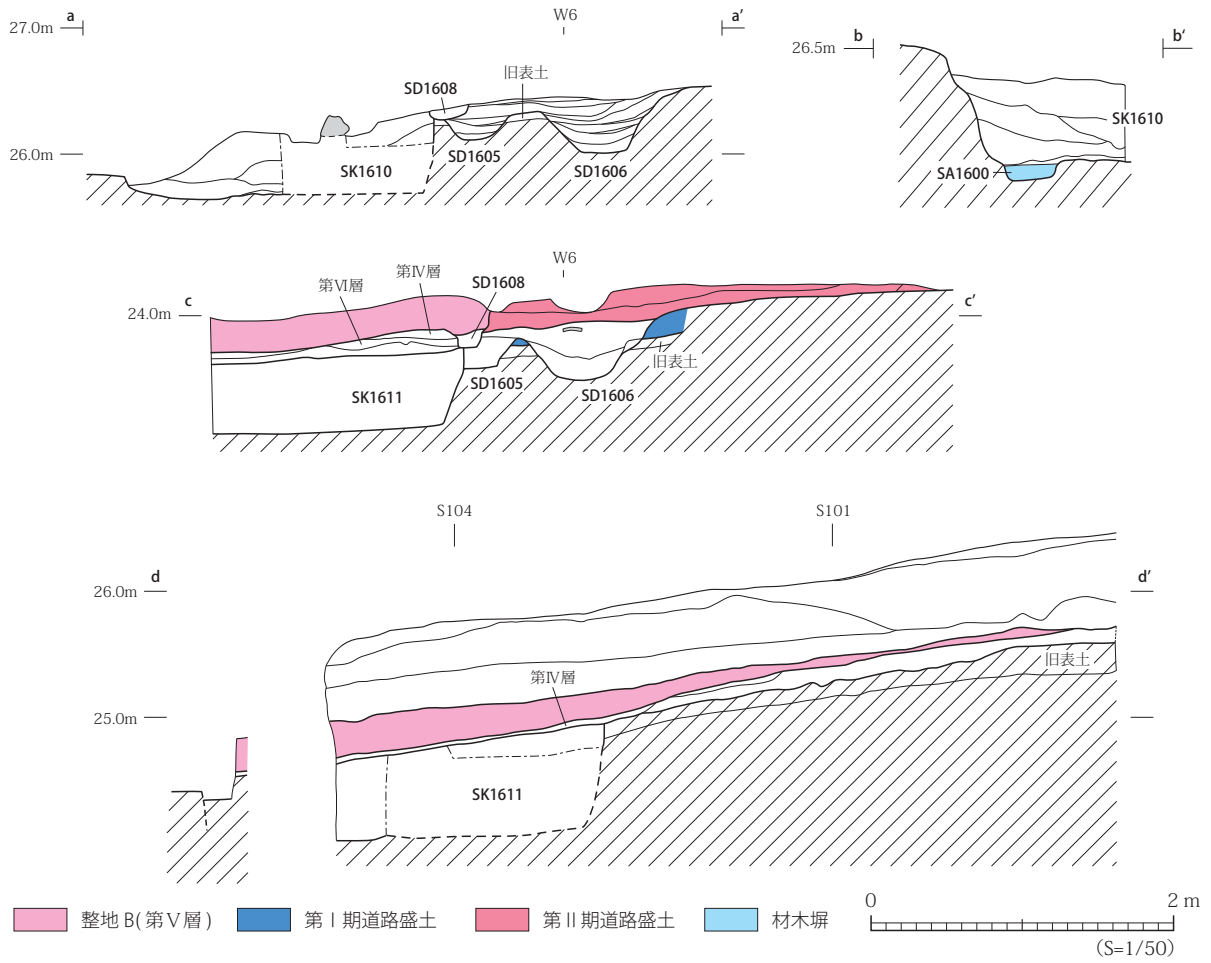 a W6 a′
27.0m
旧表土
SD1608
26.0m
SD1605
SK1610
SD1606
b b′
26.5m
SK1610
SA1600
W6
第Ⅳ層
第Ⅵ層 SD1608
c c′
24.0m
旧表土
SD1605
SK1611 SD1606
S104 S101
d d′
26.0m
旧表土
第Ⅳ層
25.0m
SK1611
整地 B(第Ⅴ層) 第Ⅰ期道路盛土 第Ⅱ期道路盛土 材木塀
0 2 m
(S=1/50)